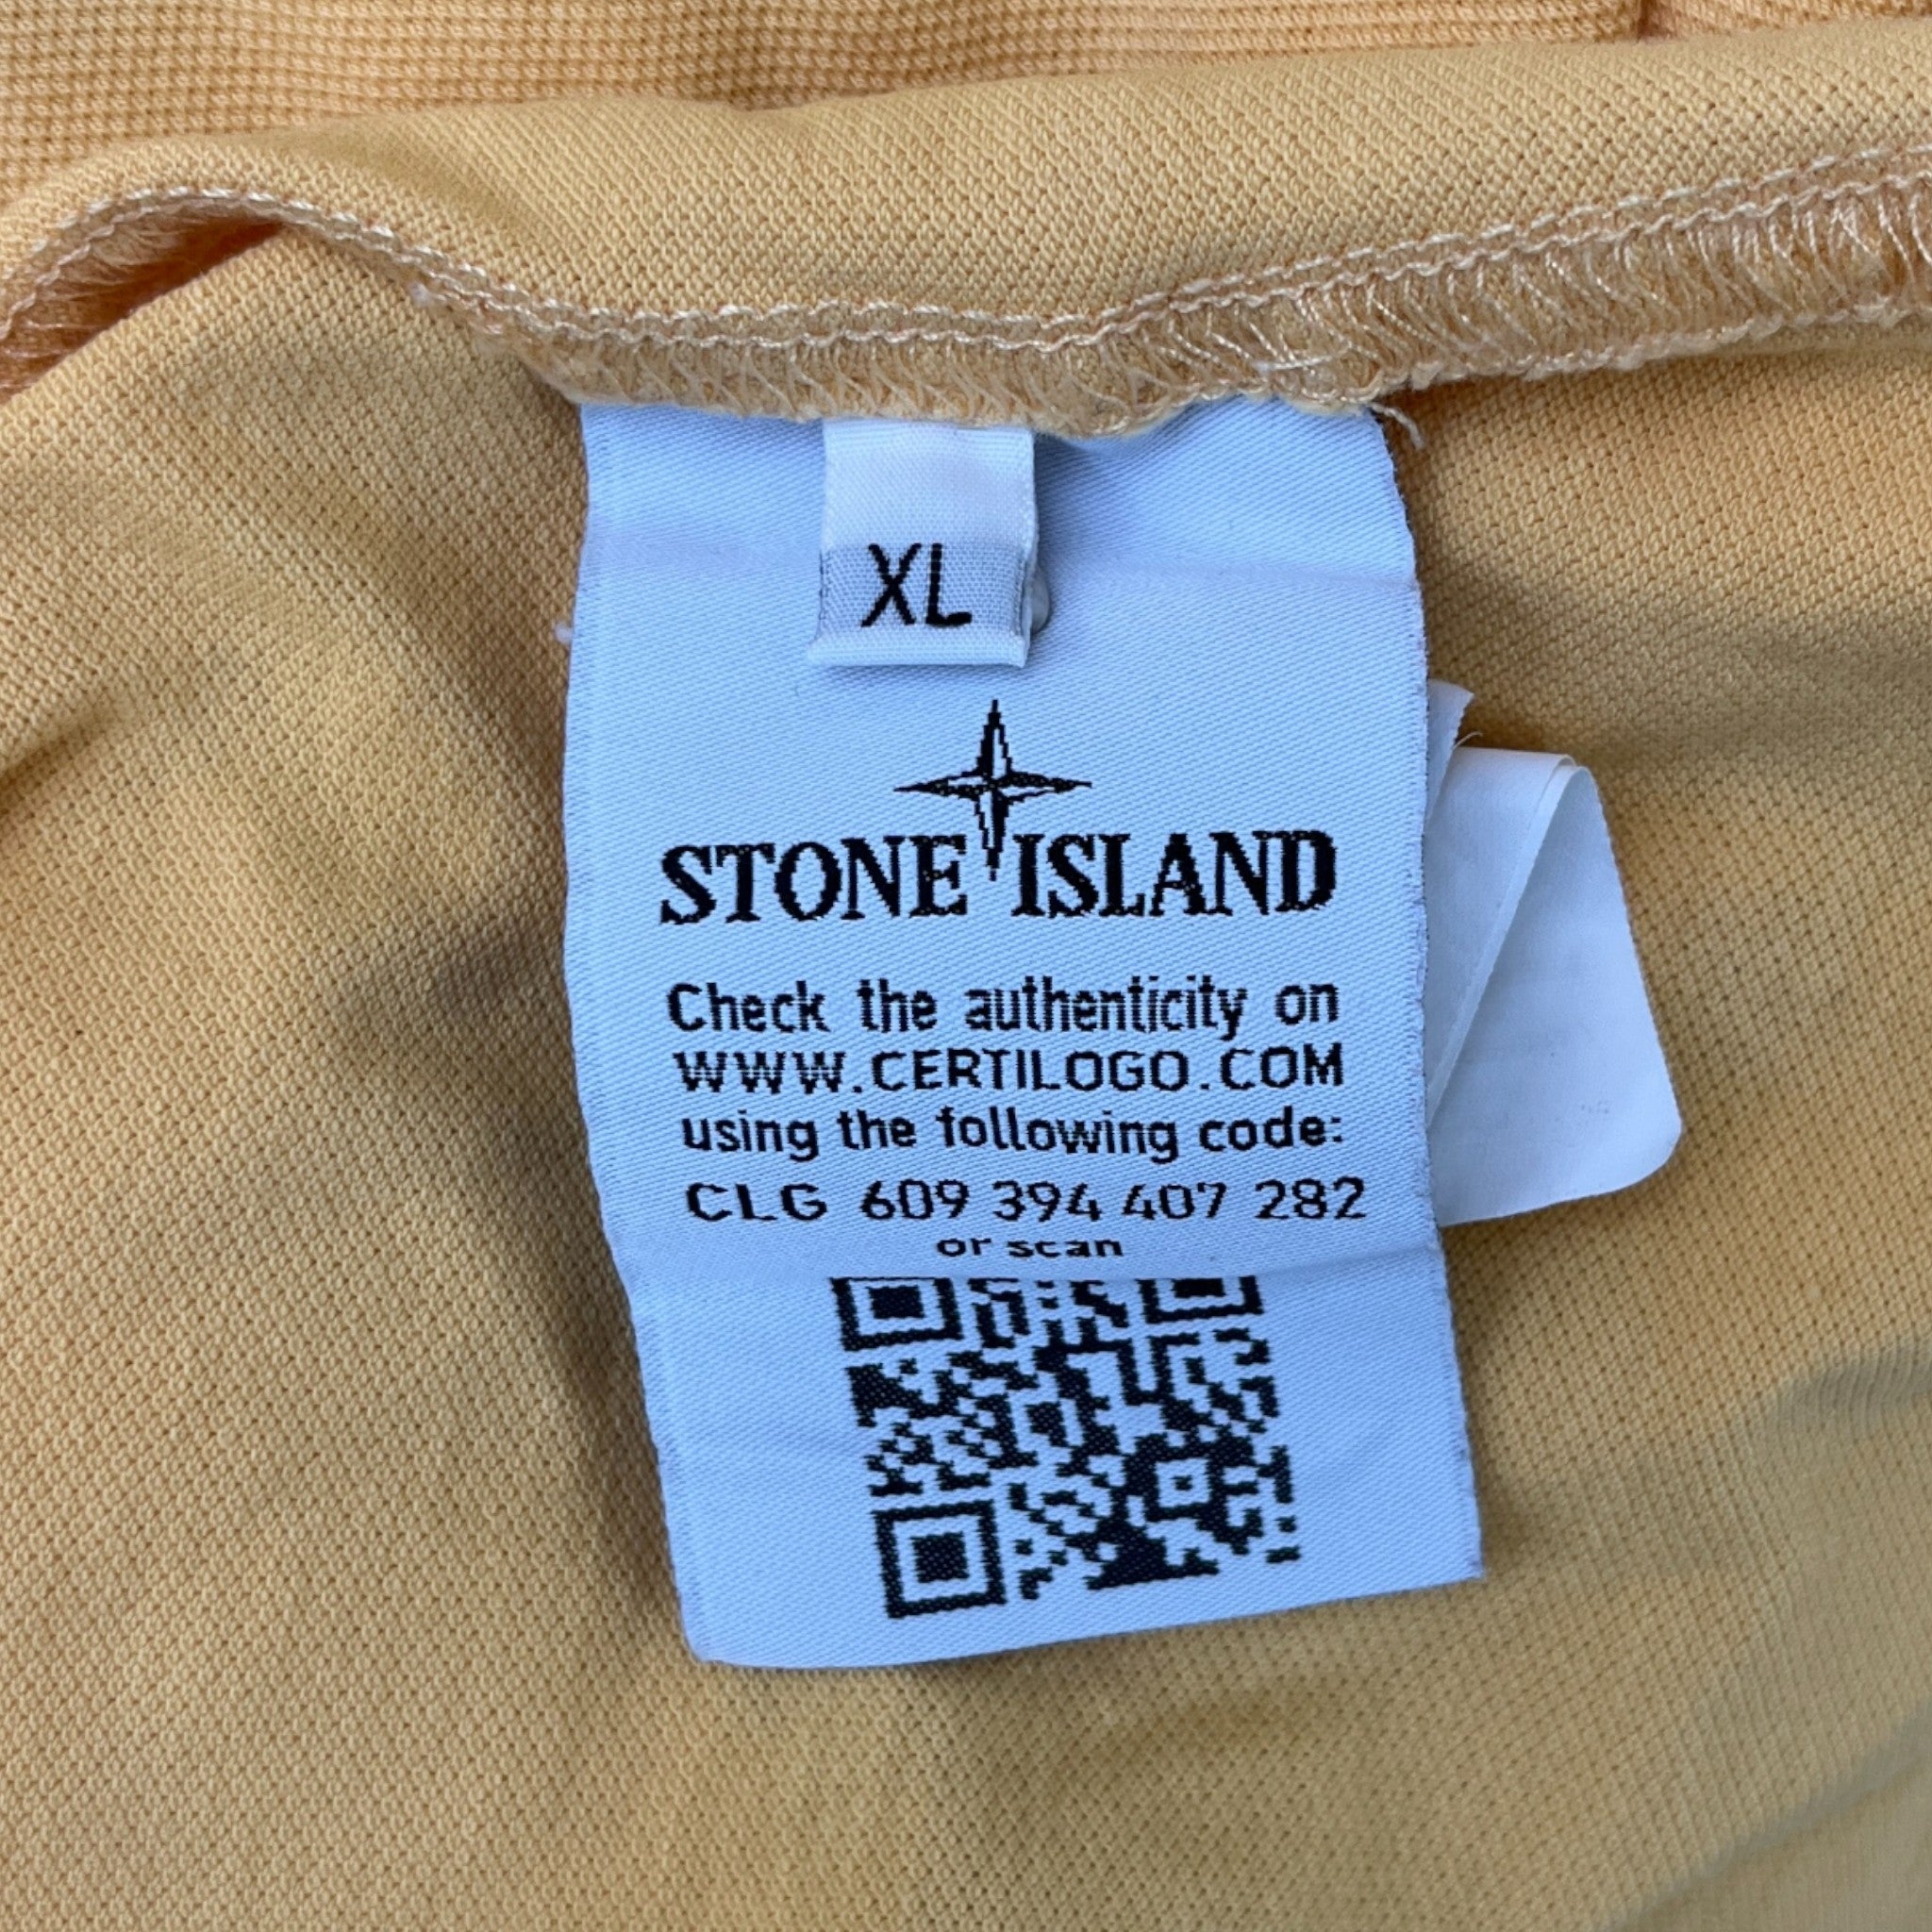 XL
STONE ISLAND
Check the authenticity on
WWW.CERTILOGO.COM
using the following code:
CLG 609 394 407 282
or scan